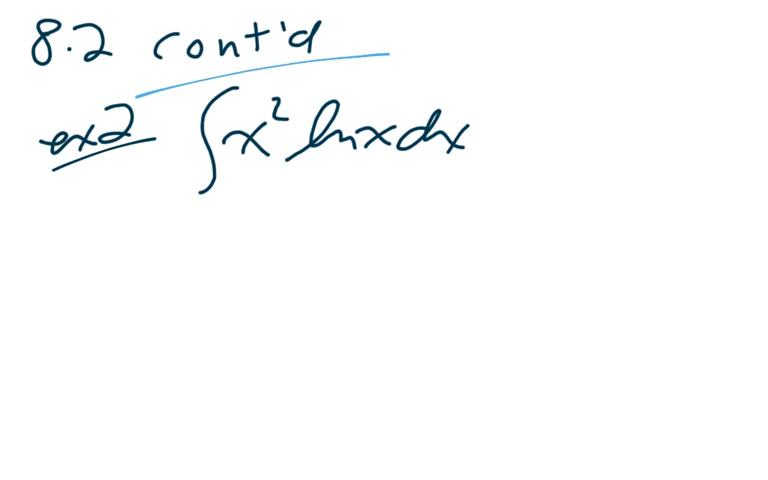 8.2 cont'd
ex2 ∫x² lnx dx